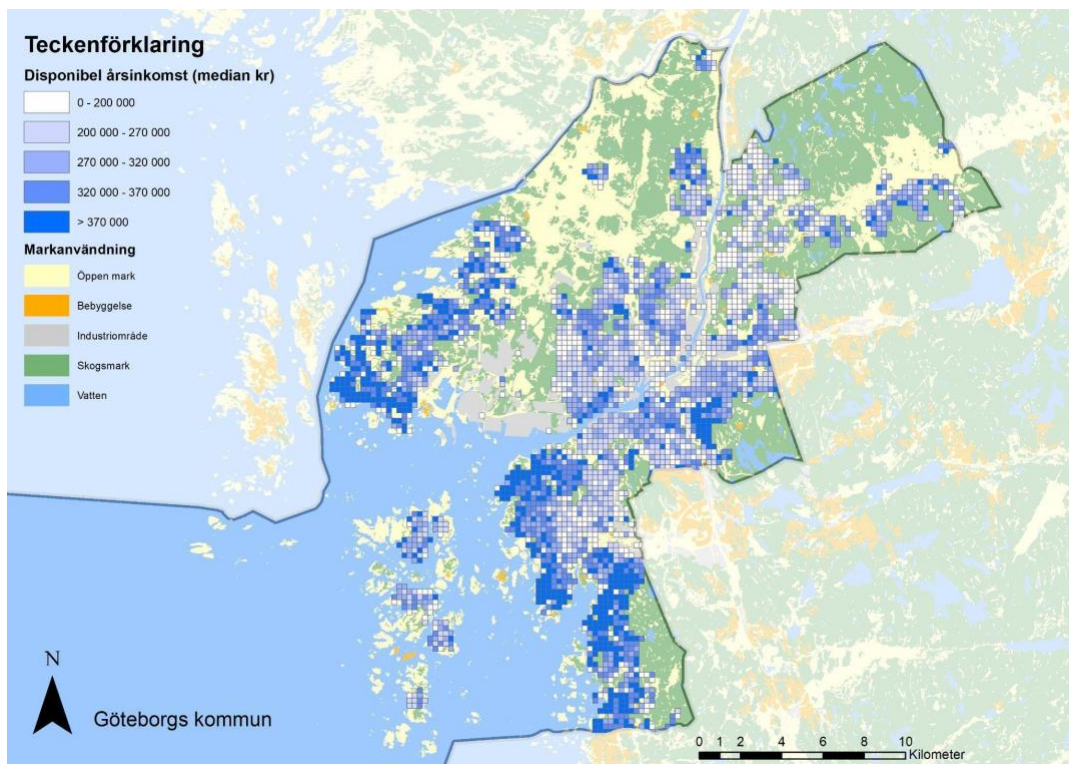 Teckenförklaring
Disponibel årsinkomst (median kr)
0 - 200 000
200 000 - 270 000
270 000 - 320 000
320 000 - 370 000
> 370 000
Markanvändning
Öppen mark
Bebyggelse
Industriområde
Skogsmark
Vatten
N
Göteborgs kommun
0 1 2 4 6 8 10
Kilometer